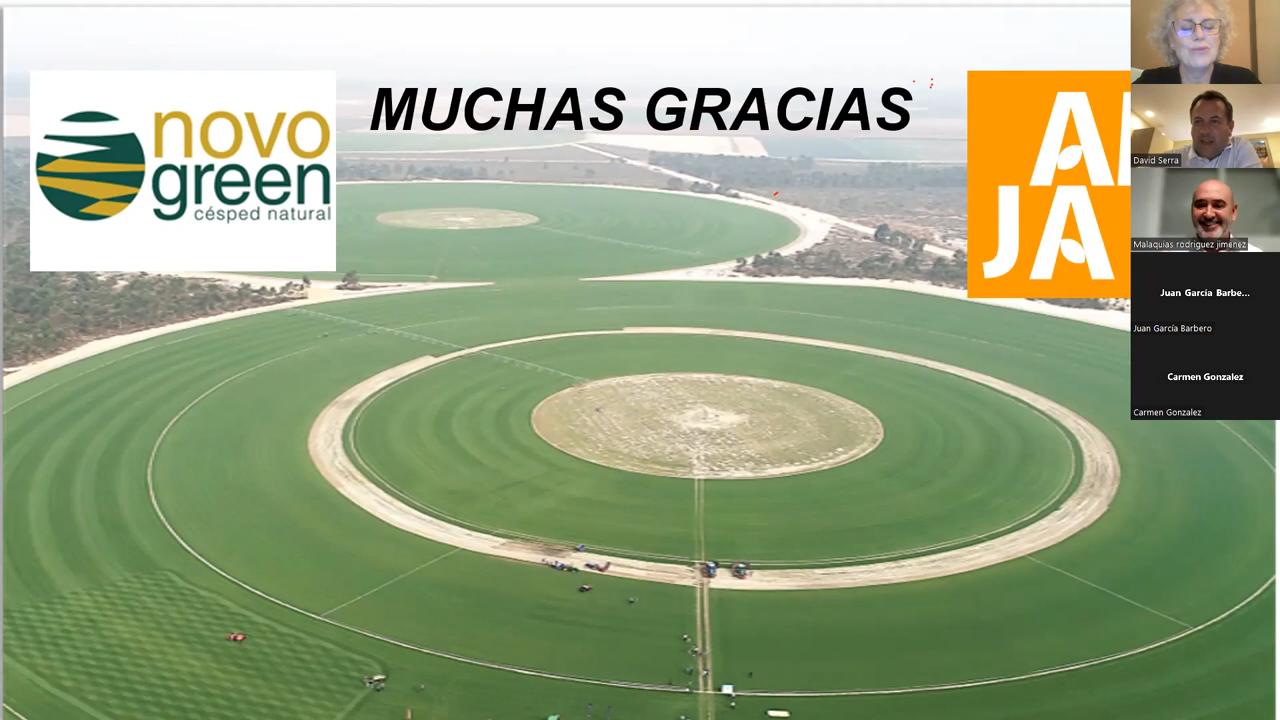 MUCHAS GRACIAS
novo
green
césped natural
JA
David Serra
Malaquias rodriguez jiménez
Juan García Barbe...
Juan García Barbero
Carmen Gonzalez
Carmen Gonzalez